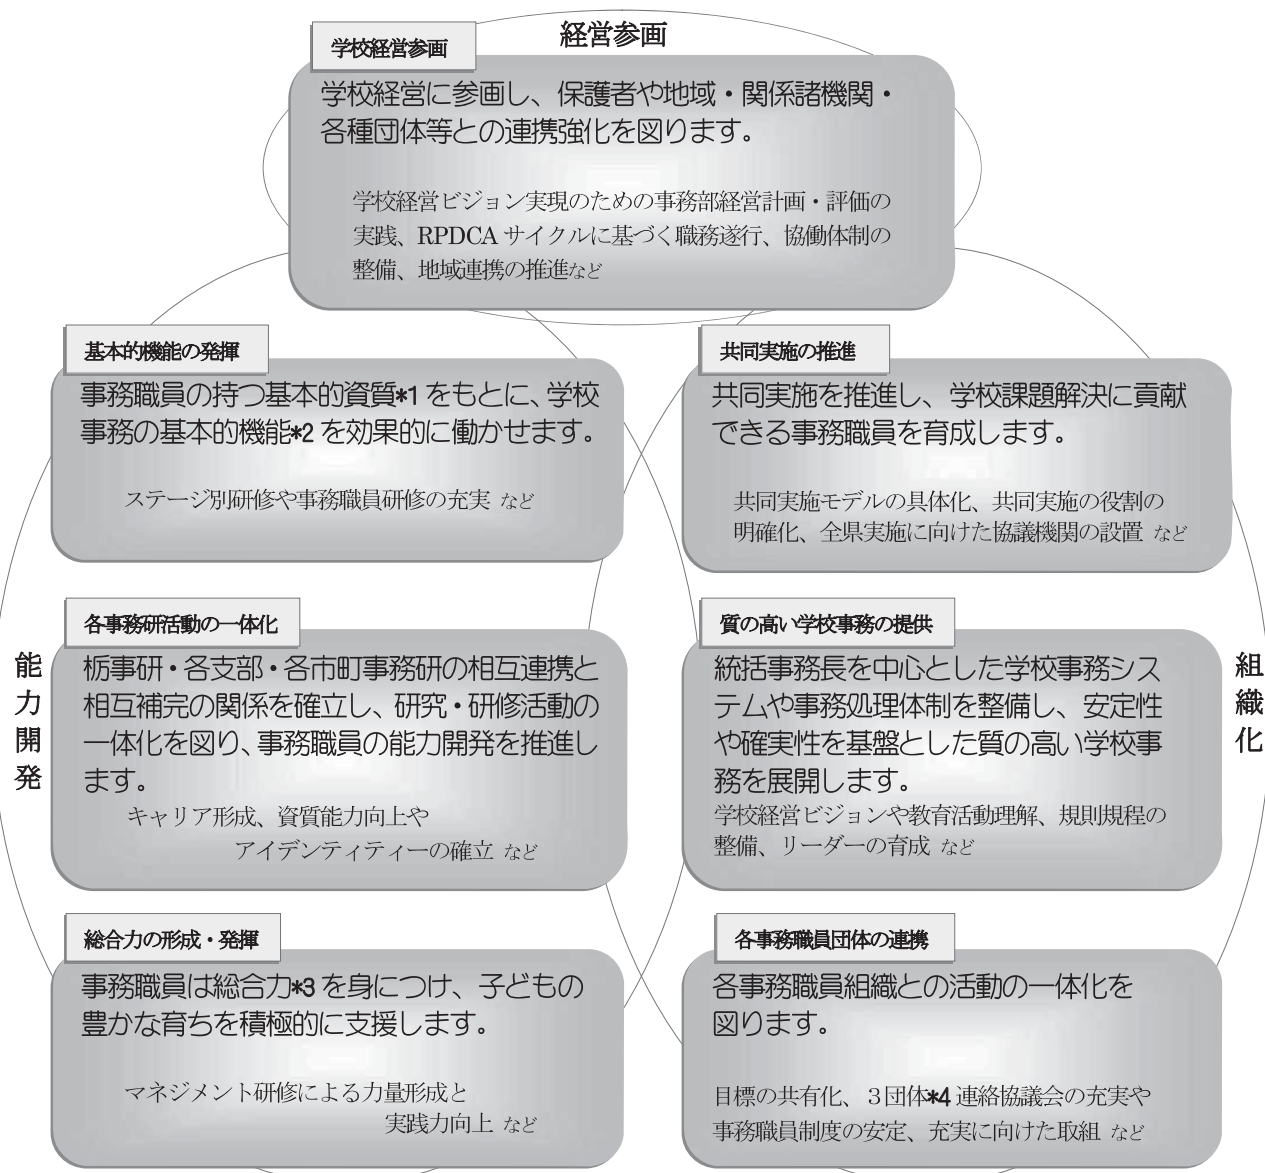 経営参画
学校経営参画
学校経営に参画し、保護者や地域・関係諸機関・
各種団体等との連携強化を図ります。
学校経営ビジョン実現のための事務部経営計画・評価の
実践、RPDCA サイクルに基づく職務遂行、協働体制の
整備、地域連携の推進など
能力開発
基本的機能の発揮
事務職員の持つ基本的資質*1 をもとに、学校
事務の基本的機能*2 を効果的に働かせます。
ステージ別研修や事務職員研修の充実 など
各事務研活動の一体化
栃事研・各支部・各市町事務研の相互連携と
相互補完の関係を確立し、研究・研修活動の
一体化を図り、事務職員の能力開発を推進し
ます。
キャリア形成、資質能力向上や
アイデンティティーの確立 など
総合力の形成・発揮
事務職員は総合力*3 を身につけ、子どもの
豊かな育ちを積極的に支援します。
マネジメント研修による力量形成と
実践力向上 など
組織化
共同実施の推進
共同実施を推進し、学校課題解決に貢献
できる事務職員を育成します。
共同実施モデルの具体化、共同実施の役割の
明確化、全県実施に向けた協議機関の設置 など
質の高い学校事務の提供
統括事務長を中心とした学校事務シス
テムや事務処理体制を整備し、安定性
や確実性を基盤とした質の高い学校事
務を展開します。
学校経営ビジョンや教育活動理解、規則規程の
整備、リーダーの育成 など
各事務職員団体の連携
各事務職員組織との活動の一体化を
図ります。
目標の共有化、３団体*4 連絡協議会の充実や
事務職員制度の安定、充実に向けた取組 など